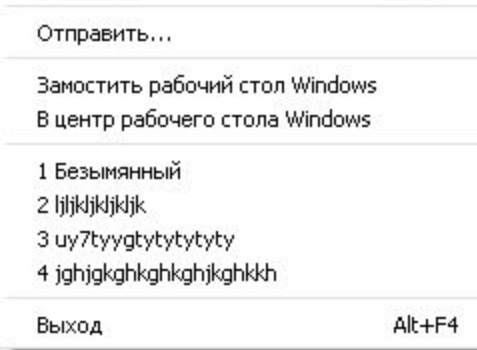 Отправить...
Замостить рабочий стол Windows
В центр рабочего стола Windows
1 Безымянный
2 ljljkljkljkljk
3 uy7tyygtytytytyty
4 jghjgkghkghkghjkghkkh
Выход Alt+F4